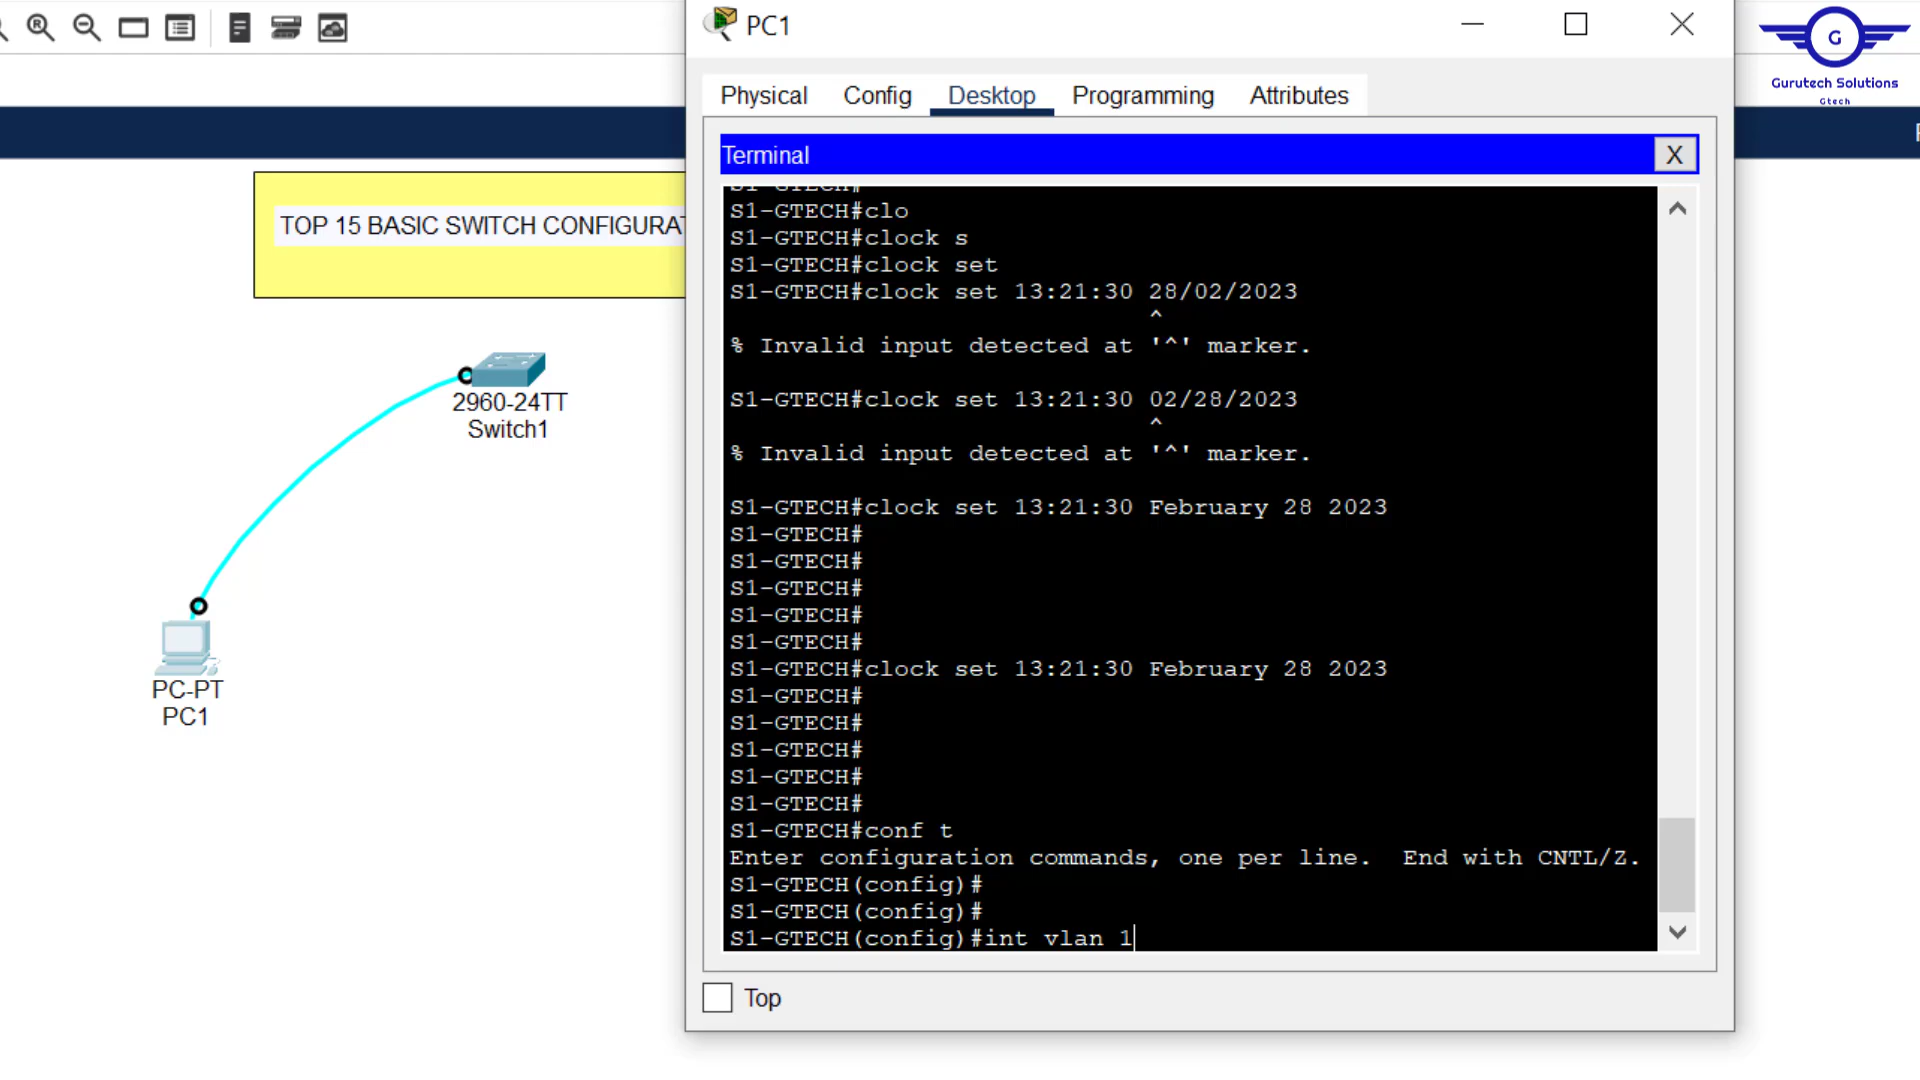 PC1
G
Gurutech Solutions
Gtech
Physical Config Desktop Programming Attributes
Terminal X
TOP 15 BASIC SWITCH CONFIGURAT
S1-GTECH#
S1-GTECH#clo
S1-GTECH#clock s
S1-GTECH#clock set
S1-GTECH#clock set 13:21:30 28/02/2023
^
% Invalid input detected at '^' marker.
S1-GTECH#clock set 13:21:30 02/28/2023
^
% Invalid input detected at '^' marker.
S1-GTECH#clock set 13:21:30 February 28 2023
S1-GTECH#
S1-GTECH#
S1-GTECH#
S1-GTECH#
S1-GTECH#
S1-GTECH#clock set 13:21:30 February 28 2023
S1-GTECH#
S1-GTECH#
S1-GTECH#
S1-GTECH#
S1-GTECH#
S1-GTECH#conf t
Enter configuration commands, one per line. End with CNTL/Z.
S1-GTECH(config)#
S1-GTECH(config)#
S1-GTECH(config)#int vlan 1
2960-24TT
Switch1
PC-PT
PC1
Top